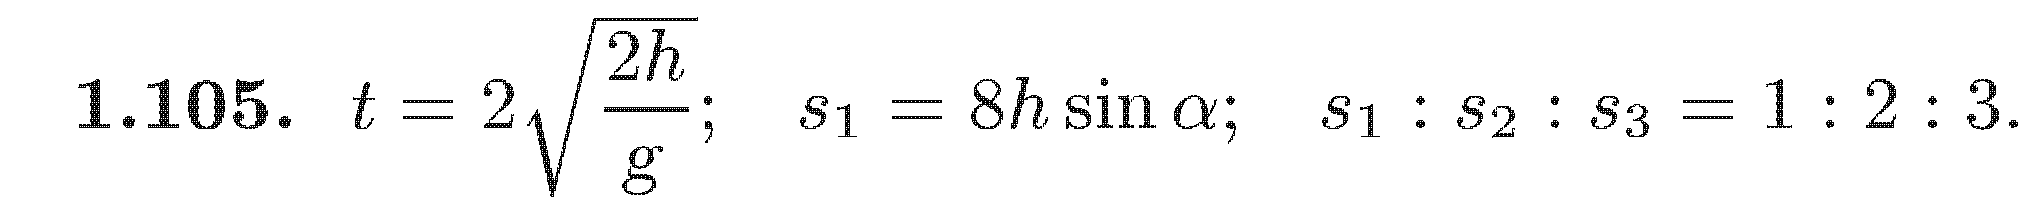 1.105. t = 2√(2h/g); s₁ = 8h sin α; s₁ : s₂ : s₃ = 1 : 2 : 3.